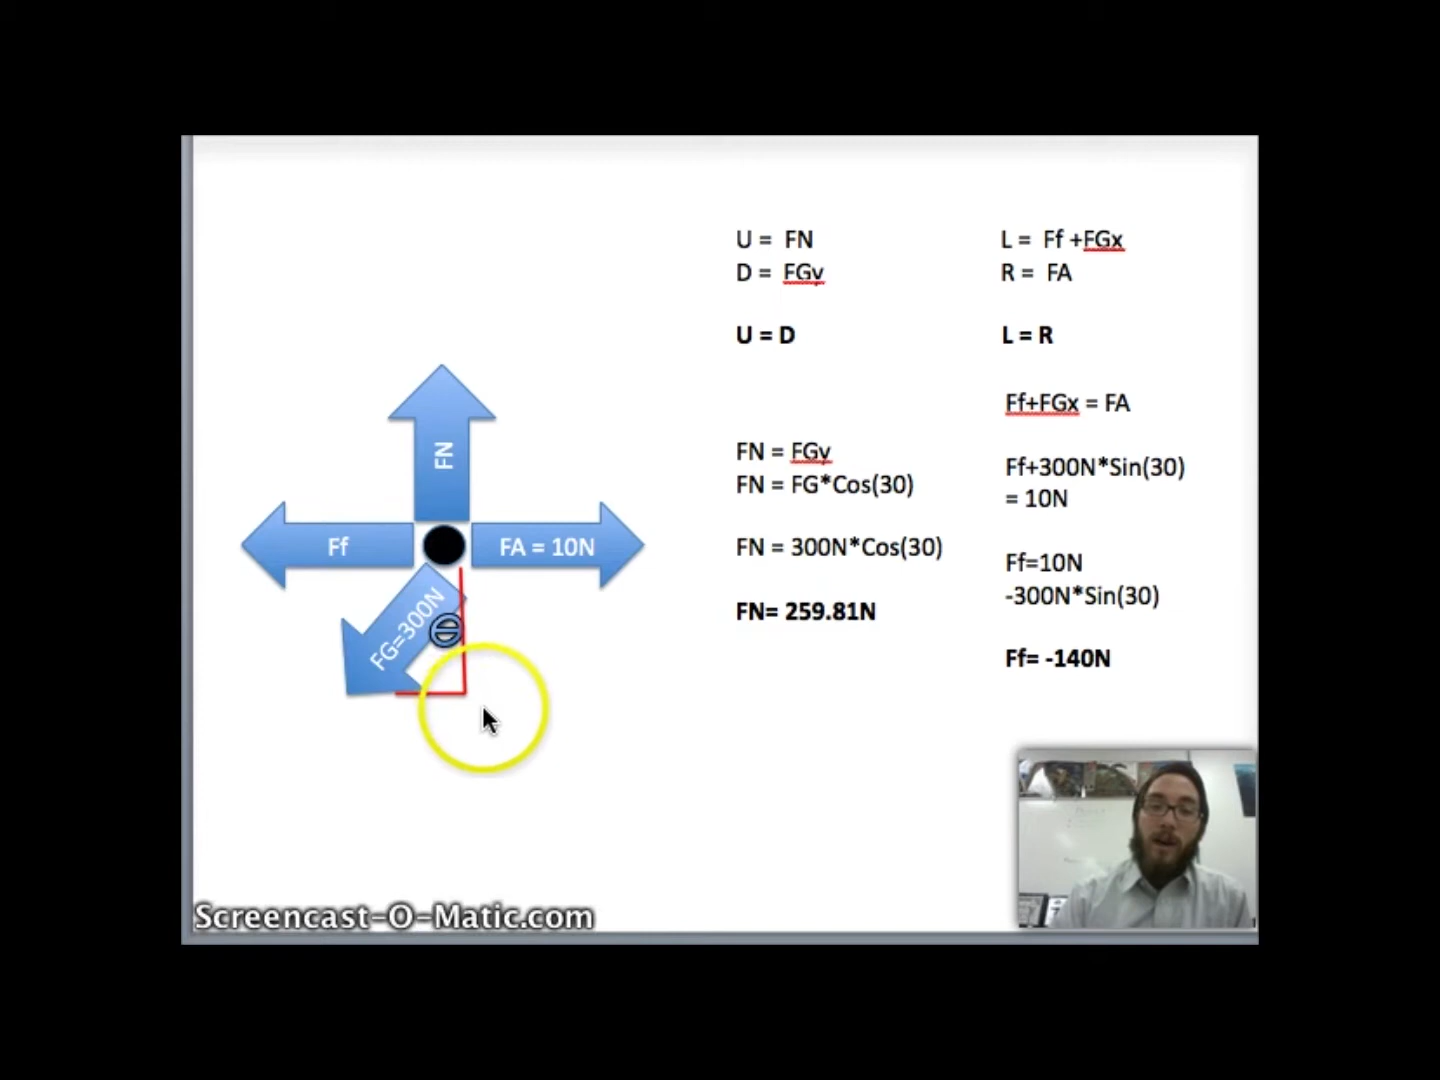 U = FN
D = FGy
U = D
FN = FGy
FN = FG*Cos(30)
FN = 300N*Cos(30)
FN= 259.81N
L = Ff +FGx
R = FA
L = R
Ff+FGx = FA
Ff+300N*Sin(30)
= 10N
Ff=10N
-300N*Sin(30)
Ff= -140N
FN
Ff
FA = 10N
FG=300N
Screencast-O-Matic.com